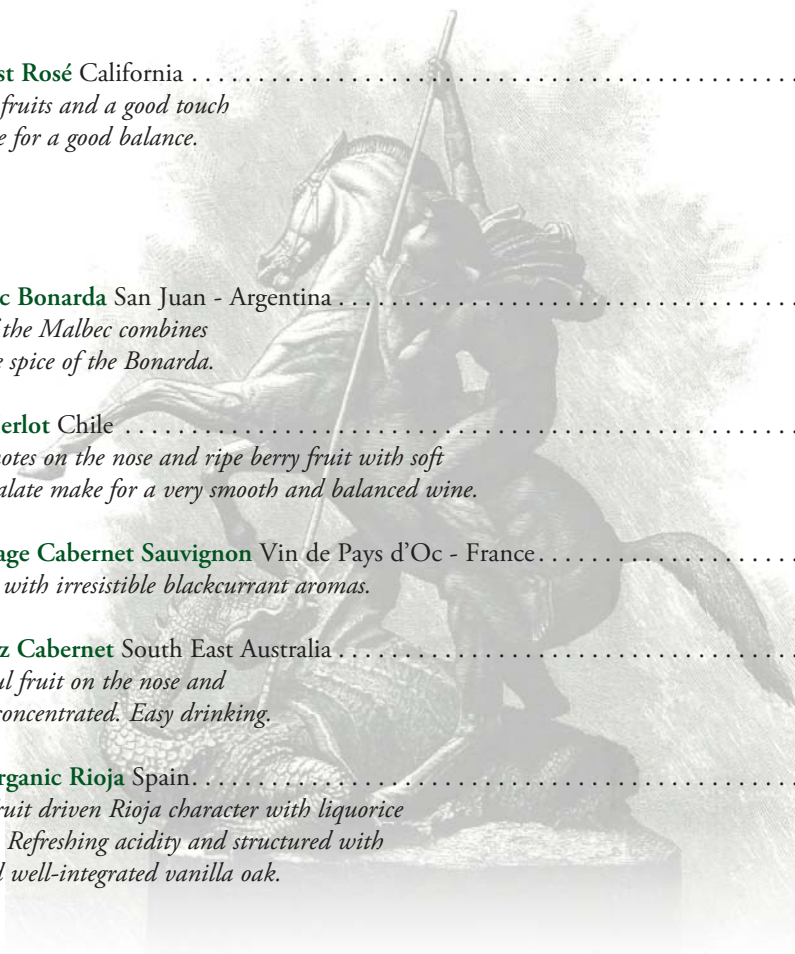 st Rosé California . . . . . . . . . . . . . . . . . . . . . . . . . . . . . . . . . . . . . . . . . . . . . .
fruits and a good touch
e for a good balance.
c Bonarda San Juan - Argentina . . . . . . . . . . . . . . . . . . . . . . . . . . . . . . . . . . .
the Malbec combines
e spice of the Bonarda.
erlot Chile . . . . . . . . . . . . . . . . . . . . . . . . . . . . . . . . . . . . . . . . . . . . . . . . . . .
notes on the nose and ripe berry fruit with soft
alate make for a very smooth and balanced wine.
age Cabernet Sauvignon Vin de Pays d’Oc - France . . . . . . . . . . . . . . . . . . . .
with irresistible blackcurrant aromas.
z Cabernet South East Australia . . . . . . . . . . . . . . . . . . . . . . . . . . . . . . . . . . .
ul fruit on the nose and
concentrated. Easy drinking.
rganic Rioja Spain . . . . . . . . . . . . . . . . . . . . . . . . . . . . . . . . . . . . . . . . . . . .
ruit driven Rioja character with liquorice
Refreshing acidity and structured with
l well-integrated vanilla oak.